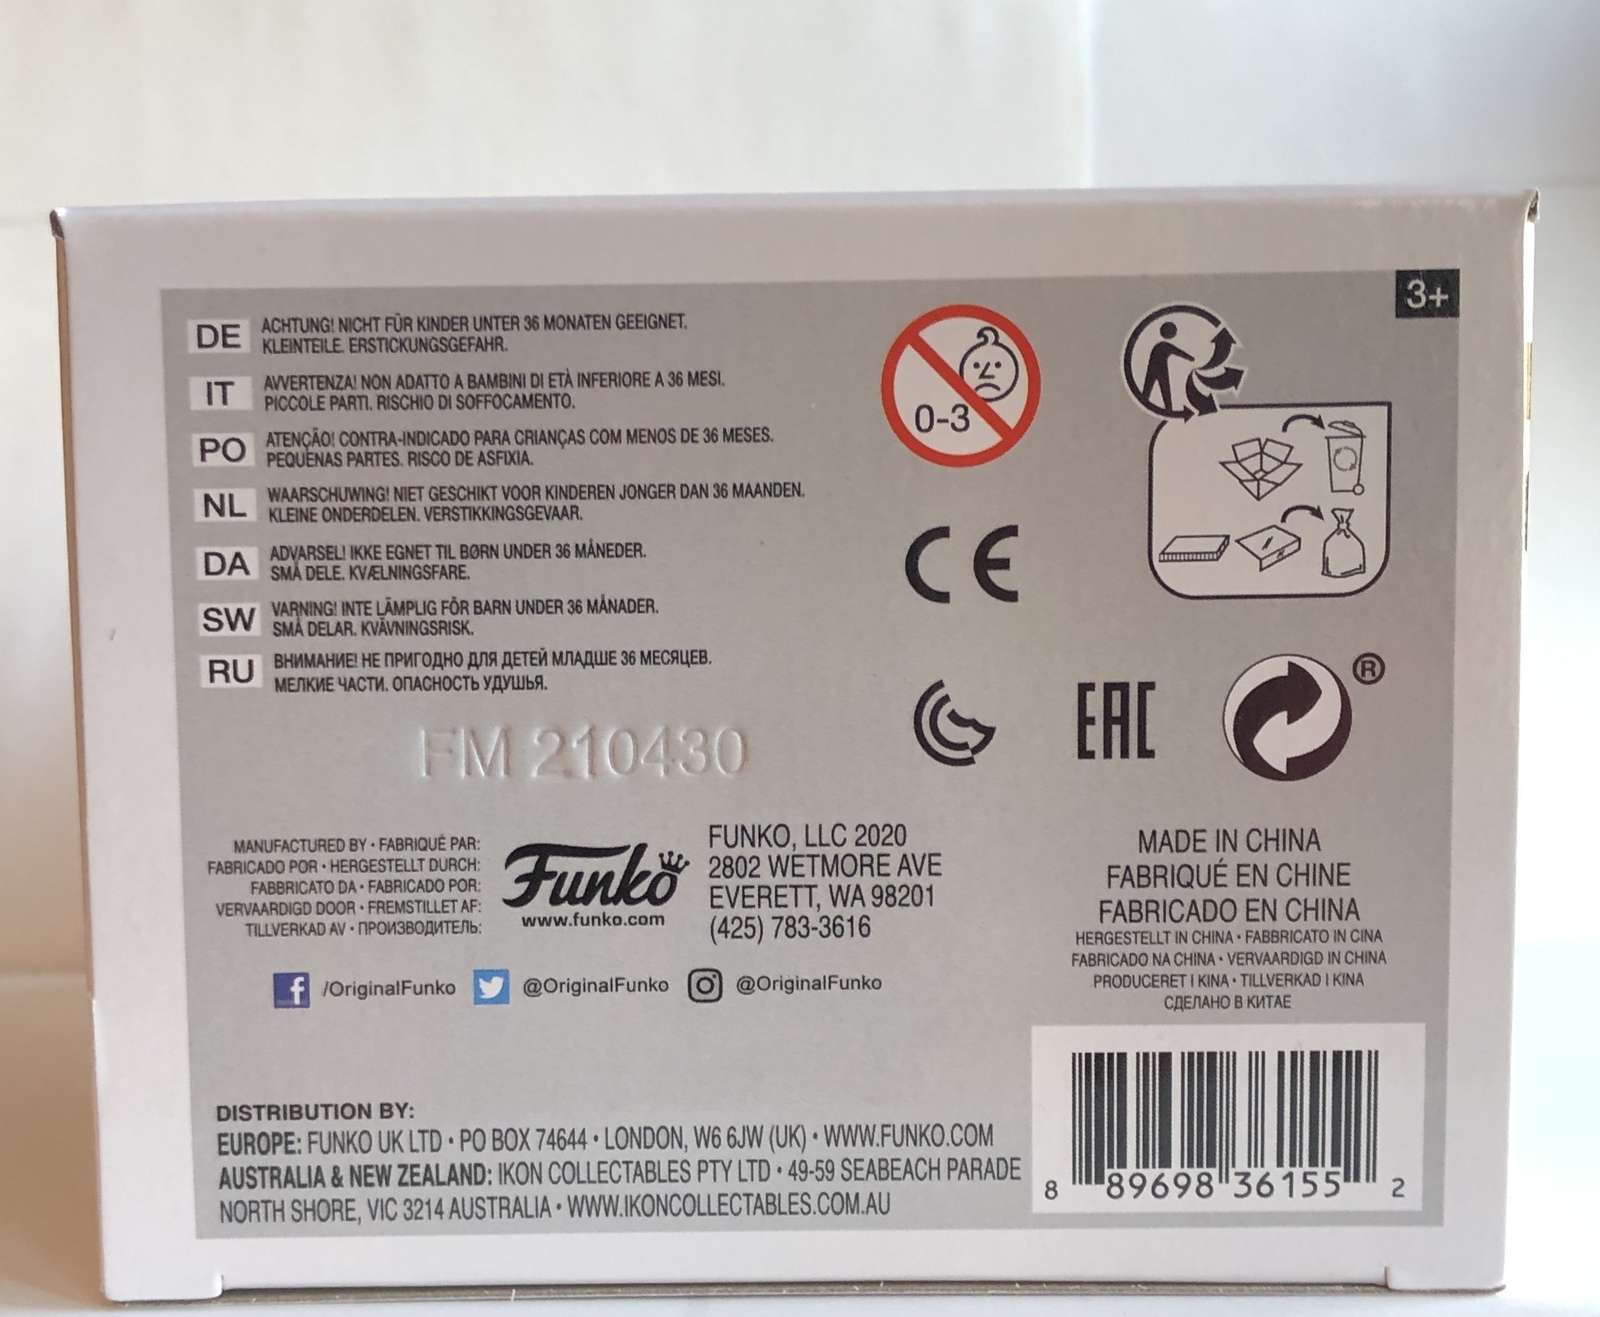 3+
DE
ACHTUNG! NICHT FÜR KINDER UNTER 36 MONATEN GEEIGNET.
KLEINTEILE. ERSTICKUNGSGEFAHR.
IT
AVVERTENZA! NON ADATTO A BAMBINI DI ETÀ INFERIORE A 36 MESI.
PICCOLE PARTI. RISCHIO DI SOFFOCAMENTO.
PO
ATENÇÃO! CONTRA-INDICADO PARA CRIANÇAS COM MENOS DE 36 MESES.
PEQUENAS PARTES. RISCO DE ASFIXIA.
NL
WAARSCHUWING! NIET GESCHIKT VOOR KINDEREN JONGER DAN 36 MAANDEN.
KLEINE ONDERDELEN. VERSTIKKINGSGEVAAR.
DA
ADVARSEL! IKKE EGNET TIL BØRN UNDER 36 MÅNEDER.
SMÅ DELE. KVÆLNINGSFARE.
SW
VARNING! INTE LÄMPLIG FÖR BARN UNDER 36 MÅNADER.
SMÅ DELAR. KVÄVNINGSRISK.
RU
ВНИМАНИЕ! НЕ ПРИГОДНО ДЛЯ ДЕТЕЙ МЛАДШЕ 36 МЕСЯЦЕВ.
МЕЛКИЕ ЧАСТИ. ОПАСНОСТЬ УДУШЬЯ.
0-3
CE
EAC
®
FM 210430
MANUFACTURED BY • FABRIQUÉ PAR:
FABRICADO POR • HERGESTELLT DURCH:
FABBRICATO DA • FABRICADO POR:
VERVAARDIGD DOOR • FREMSTILLET AF:
TILLVERKAD AV • ПРОИЗВОДИТЕЛЬ:
Funko
www.funko.com
FUNKO, LLC 2020
2802 WETMORE AVE
EVERETT, WA 98201
(425) 783-3616
MADE IN CHINA
FABRIQUÉ EN CHINE
FABRICADO EN CHINA
HERGESTELLT IN CHINA • FABBRICATO IN CINA
FABRICADO NA CHINA • VERVAARDIGD IN CHINA
PRODUCERET I KINA • TILLVERKAD I KINA
СДЕЛАНО В КИТАЕ
f /OriginalFunko @OriginalFunko @OriginalFunko
DISTRIBUTION BY:
EUROPE: FUNKO UK LTD • PO BOX 74644 • LONDON, W6 6JW (UK) • WWW.FUNKO.COM
AUSTRALIA & NEW ZEALAND: IKON COLLECTABLES PTY LTD • 49-59 SEABEACH PARADE
NORTH SHORE, VIC 3214 AUSTRALIA • WWW.IKONCOLLECTABLES.COM.AU
8 89698 36155 2